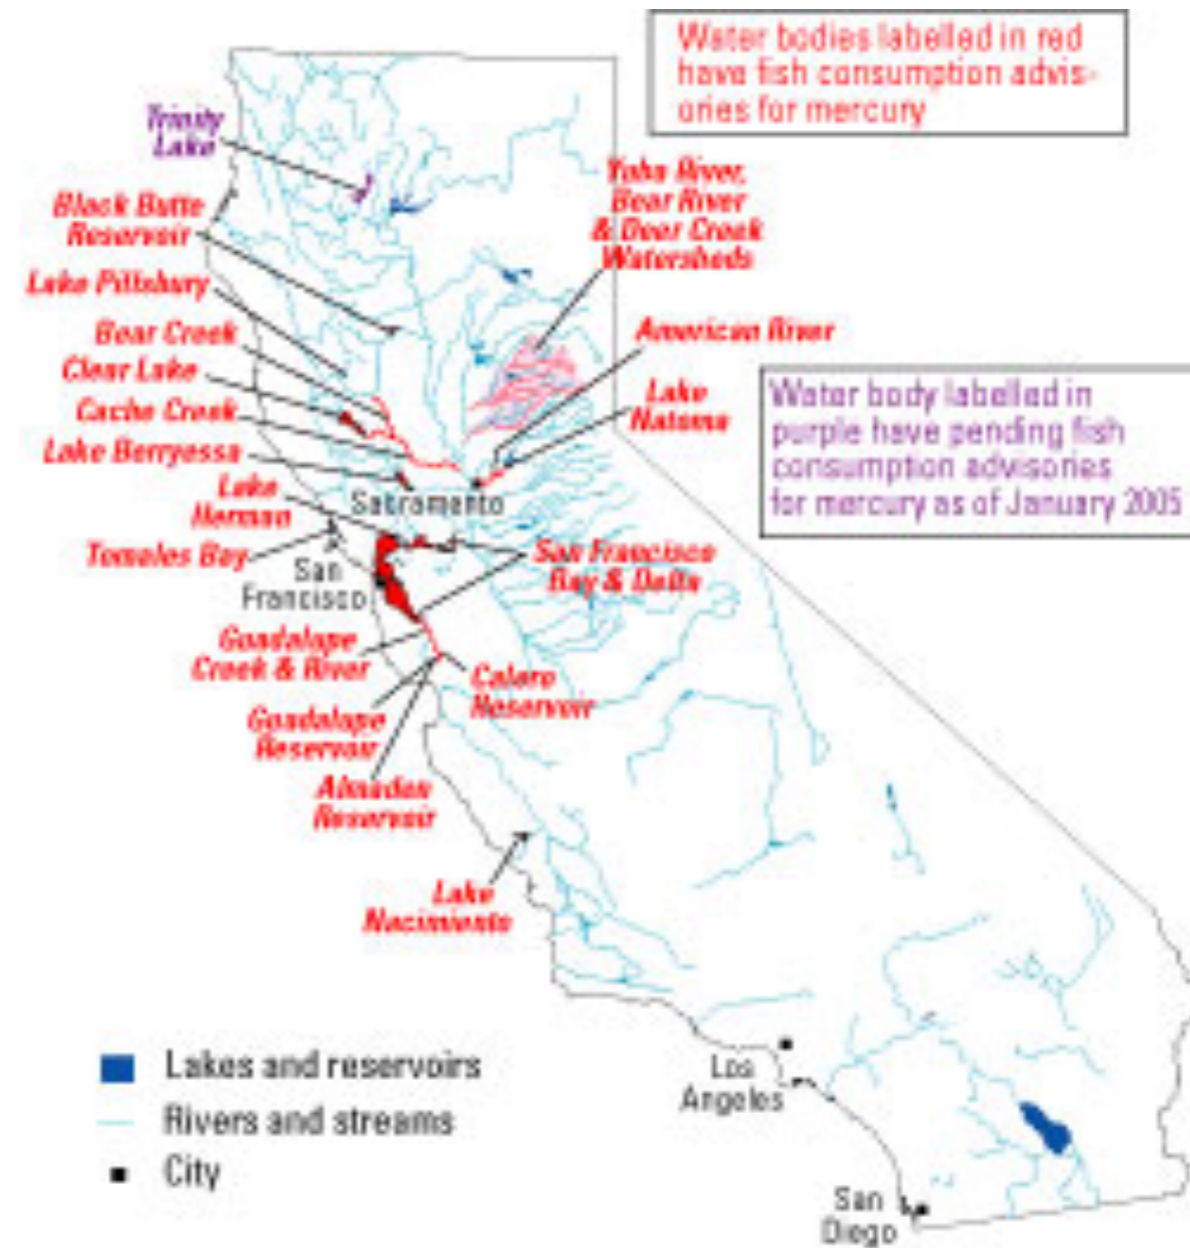 Water bodies labelled in red
have fish consumption advis-
ories for mercury
Trinity
Lake
Yuba River,
Bear River
& Deer Creek
Watersheds
Black Butte
Reservoir
Lake Pillsbury
Bear Creek
American River
Clear Lake
Lake
Natoma
Cache Creek
Water body labelled in
purple have pending fish
consumption advisories
for mercury as of January 2005
Lake Berryessa
Lake
Herman
Sacramento
Tomales Bay
San
Francisco
San Francisco
Bay & Delta
Guadalupe
Creek & River
Calero
Reservoir
Guadalupe
Reservoir
Almaden
Reservoir
Lake
Nacimiento
Lakes and reservoirs
Rivers and streams
City
Los
Angeles
San
Diego